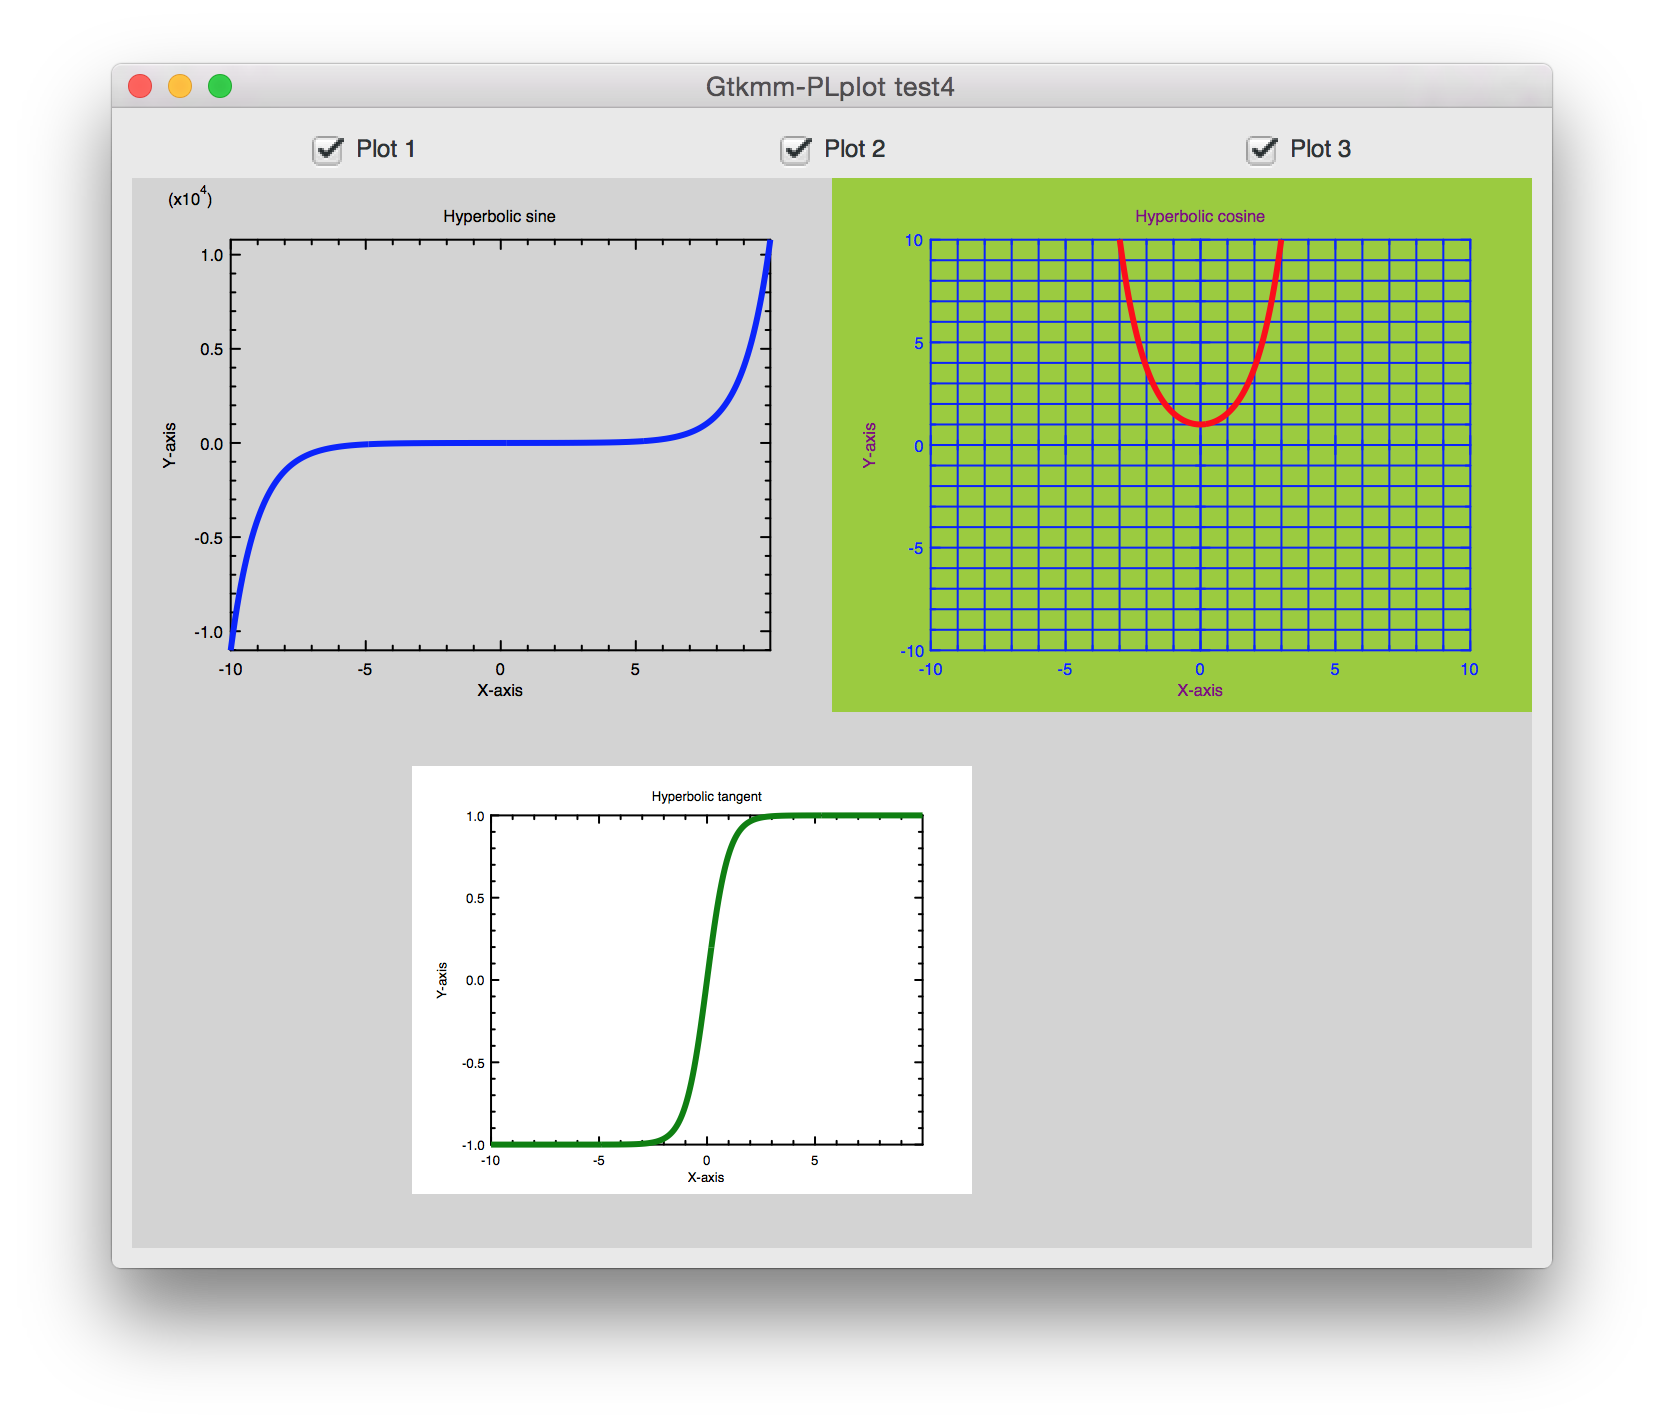 Gtkmm-PLplot test4
Plot 1
Plot 2
Plot 3
(x10^4)
Hyperbolic sine
1.0
0.5
0.0
-0.5
-1.0
Y-axis
-10 -5 0 5
X-axis
Hyperbolic cosine
10
5
0
-5
-10
Y-axis
-10 -5 0 5 10
X-axis
Hyperbolic tangent
1.0
0.5
0.0
-0.5
-1.0
Y-axis
-10 -5 0 5
X-axis